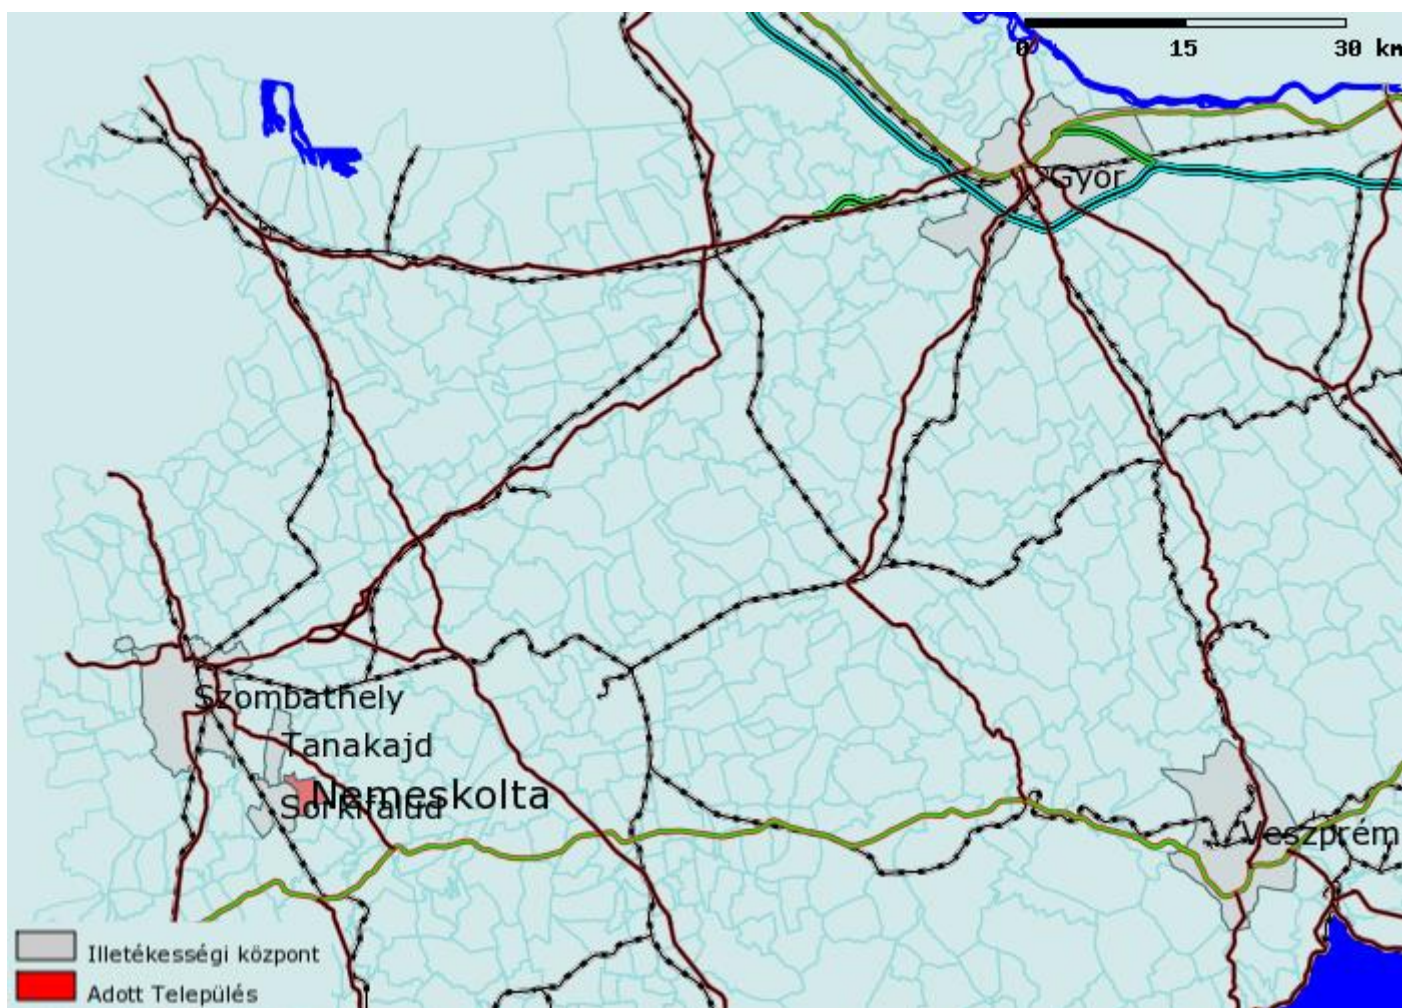 0 15 30 km
Győr
Szombathely
Tanakajd
Nemeskolta
Sorkifalud
Veszprém
Illetékességi központ
Adott Település